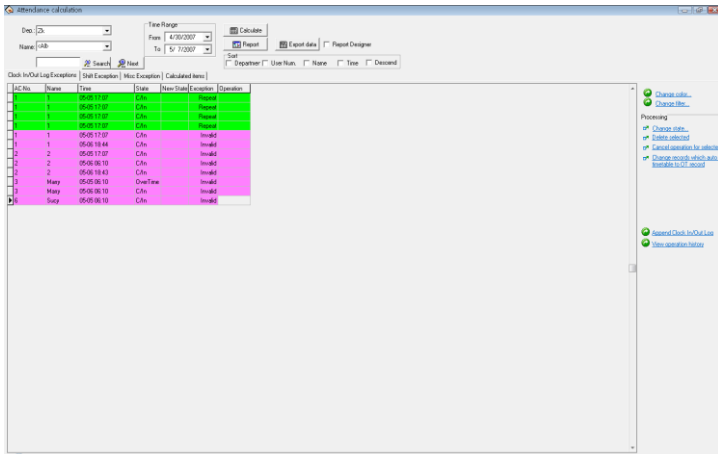 Attendance calculation
Dep. Zk
Name: <All>
Search
Next
Time Range:
From 4/30/2007
To 5/ 7/2007
Calculate
Report
Export data
Report Designer
Sort
Departmer
User Num.
Name
Time
Descend
Clock In/Out Log Exceptions
Shift Exception
Misc Exception
Calculated items
AC No. Name Time State New State Exception Operation
1 1 05-05 17:07 C/In Repeat
1 1 05-05 17:07 C/In Repeat
1 1 05-05 17:07 C/In Repeat
1 1 05-05 17:07 C/In Repeat
1 1 05-05 17:07 C/In Invalid
1 1 05-06 18:44 C/In Invalid
2 2 05-05 17:07 C/In Invalid
2 2 05-06 06:10 C/In Invalid
2 2 05-06 18:43 C/In Invalid
3 05-05 06:10 OverTime Invalid
3 05-06 06:10 C/In Invalid
6 Sucy 05-05 06:10 C/In Invalid
Change color...
Change filter...
Processing
Change state...
Delete selected
Cancel operation for selecte
Change records which auto
timetable to OT record
Append Clock In/Out Log
View operation history